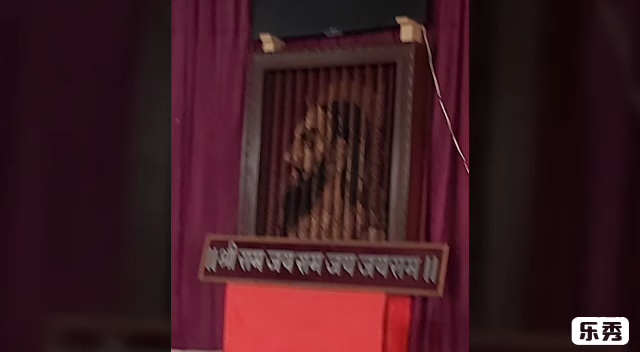 ॥ श्री राम जय राम जय जय राम ॥
乐秀